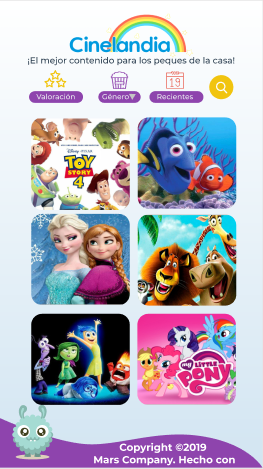 Cinelandia
¡El mejor contenido para los peques de la casa!
19
Valoración
Género▼
Recientes
DISNEY · PIXAR
TOY
STORY
4
my LITTLE
PONY
Copyright ©2019
Mars Company. Hecho con